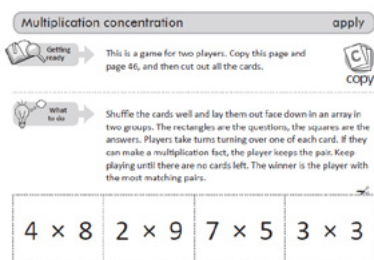 Multiplication concentration apply
Getting ready
This is a game for two players. Copy this page and
page 46, and then cut out all the cards.
copy
What to do
Shuffle the cards well and lay them out face down in an array in
two groups. The rectangles are the questions, the squares are the
answers. Players take turns turning over one of each card. If they
can make a multiplication fact, the player keeps the pair. Keep
playing until there are no cards left. The winner is the player with
the most matching pairs.
4 × 8 2 × 9 7 × 5 3 × 3